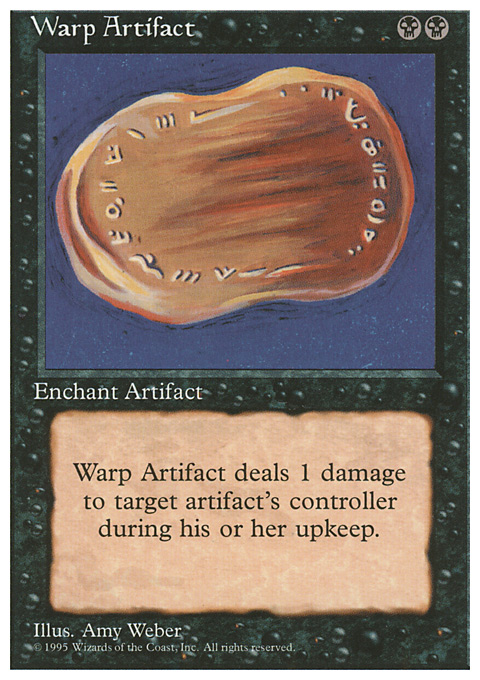 Warp Artifact
Enchant Artifact
Warp Artifact deals 1 damage
to target artifact's controller
during his or her upkeep.
Illus. Amy Weber
© 1995 Wizards of the Coast, Inc. All rights reserved.